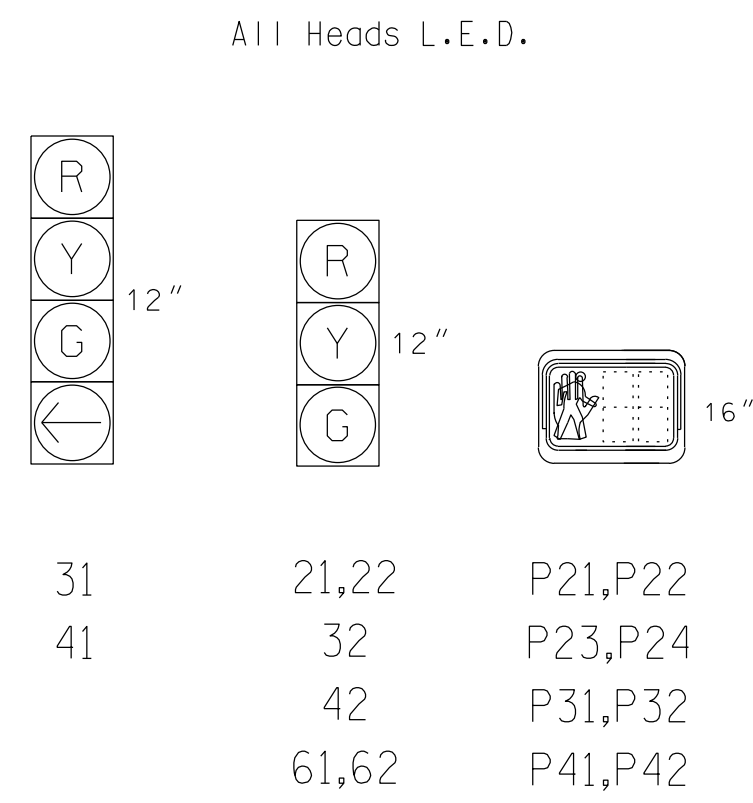 All Heads L.E.D.
R
Y
G
12"
R
Y
G
12"
16"
31
41
21,22
32
42
61,62
P21,P22
P23,P24
P31,P32
P41,P42